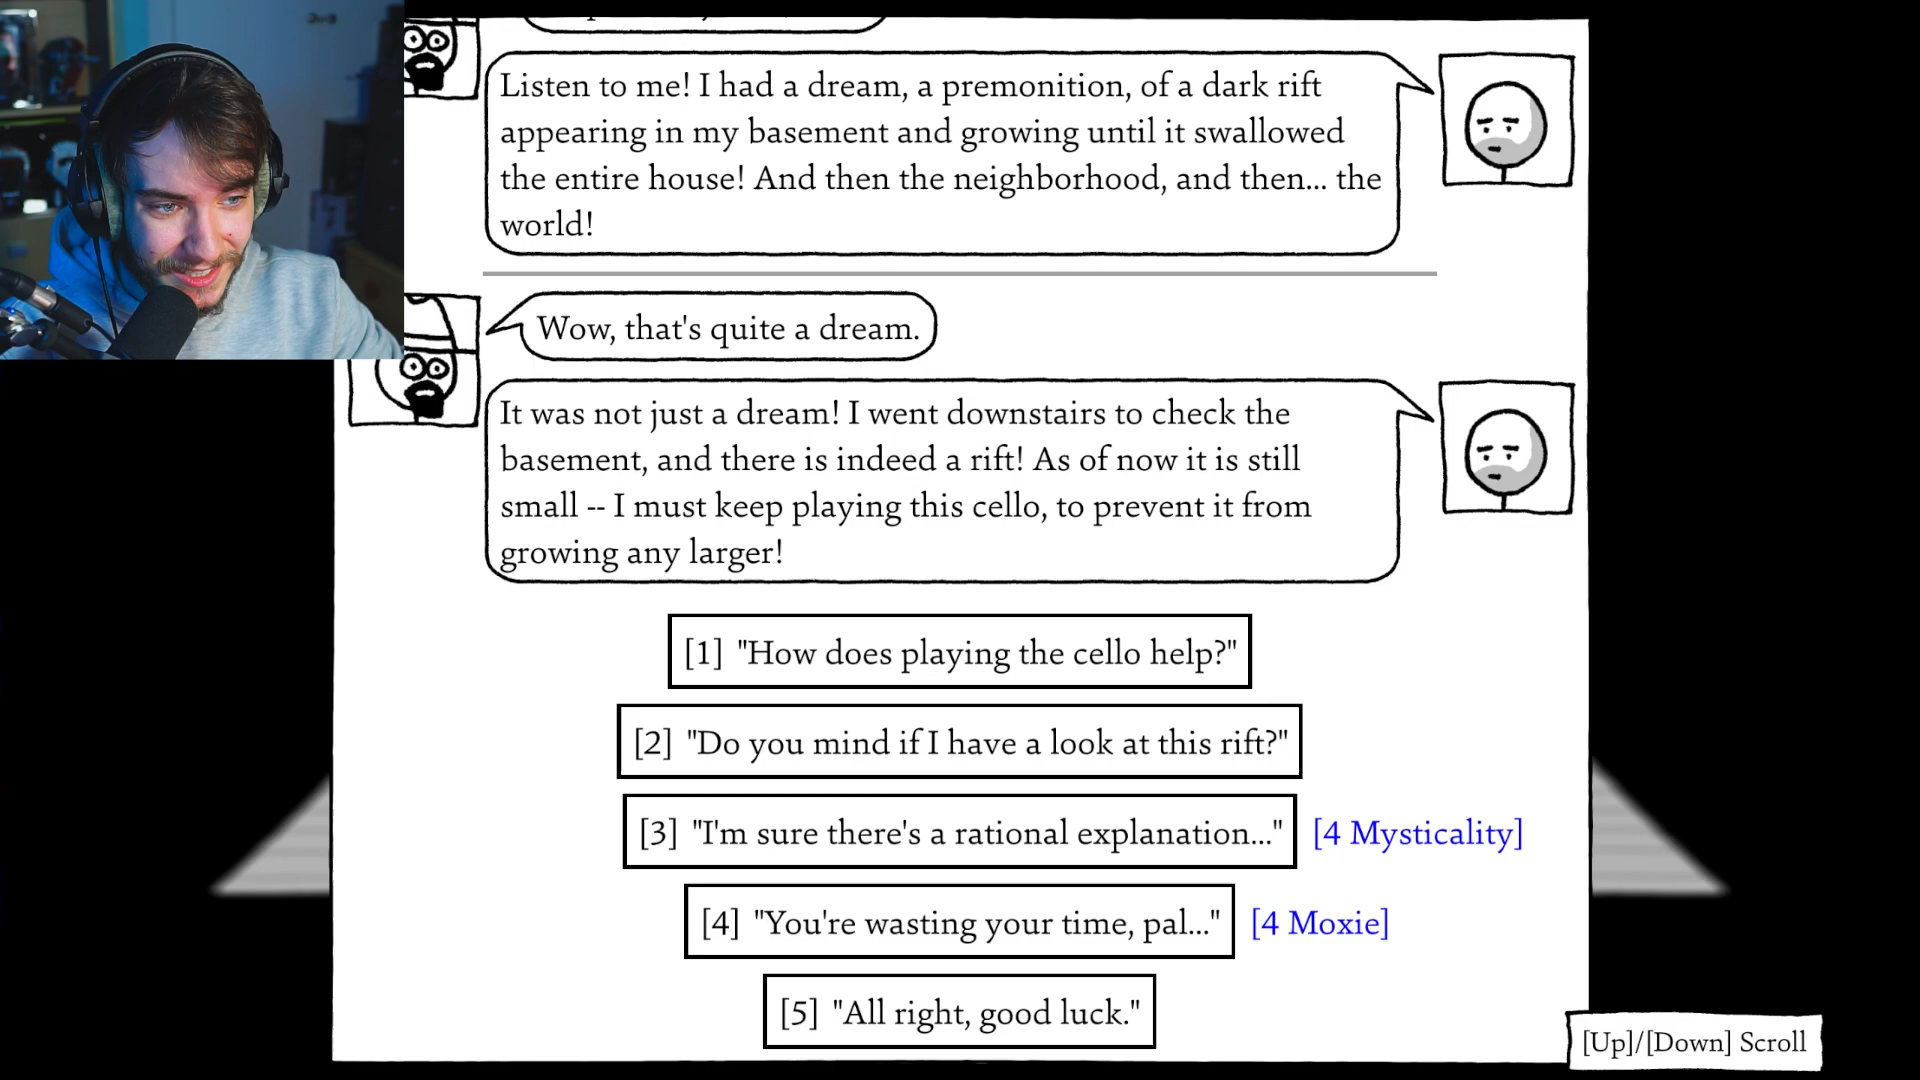 Listen to me! I had a dream, a premonition, of a dark rift
appearing in my basement and growing until it swallowed
the entire house! And then the neighborhood, and then... the
world!
Wow, that's quite a dream.
It was not just a dream! I went downstairs to check the
basement, and there is indeed a rift! As of now it is still
small -- I must keep playing this cello, to prevent it from
growing any larger!
[1] "How does playing the cello help?"
[2] "Do you mind if I have a look at this rift?"
[3] "I'm sure there's a rational explanation..." [4 Mysticality]
[4] "You're wasting your time, pal..." [4 Moxie]
[5] "All right, good luck."
[Up]/[Down] Scroll